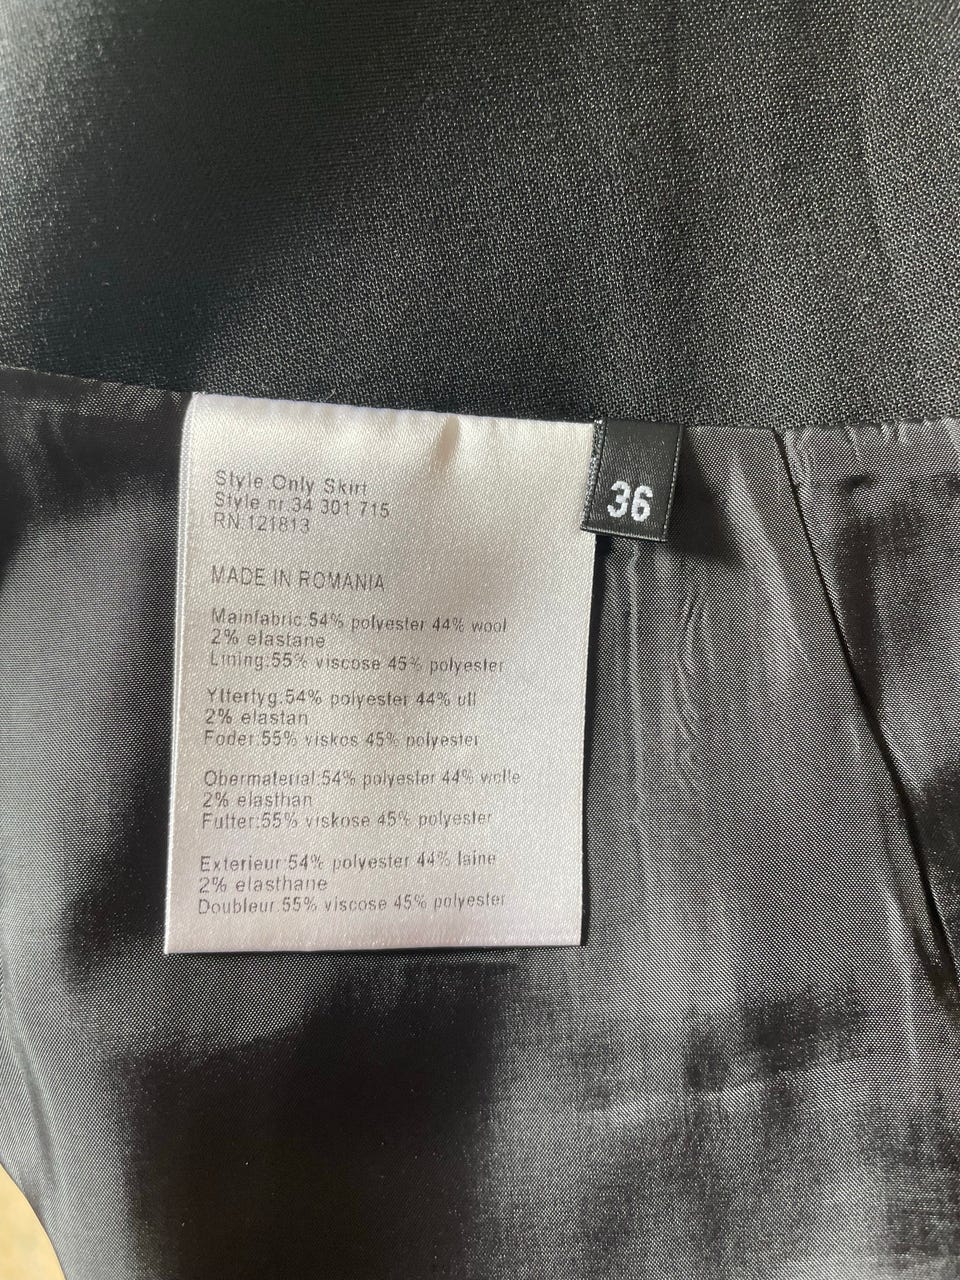 Style Only Skirt
Style nr.34 301 715
RN:121813
MADE IN ROMANIA
Mainfabric:54% polyester 44% wool
2% elastane
Lining:55% viscose 45% polyester
Yttertyg:54% polyester 44% ull
2% elastan
Foder:55% viskos 45% polyester
Obermaterial:54% polyester 44% wolle
2% elasthan
Futter:55% viskose 45% polyester
Exterieur:54% polyester 44% laine
2% elasthane
Doubleur:55% viscose 45% polyester
36